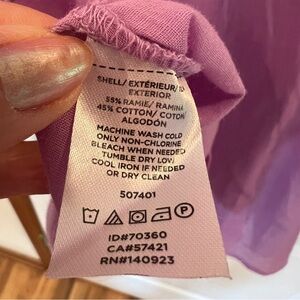 SHELL/ EXTÉRIEUR/
EXTERIOR
55% RAMIE/ RAMINA
45% COTTON/ COTON/
ALGODÓN
MACHINE WASH COLD
ONLY NON-CHLORINE
BLEACH WHEN NEEDED
TUMBLE DRY LOW
COOL IRON IF NEEDED
OR DRY CLEAN
507401
P
ID#70360
CA#57421
RN#140923